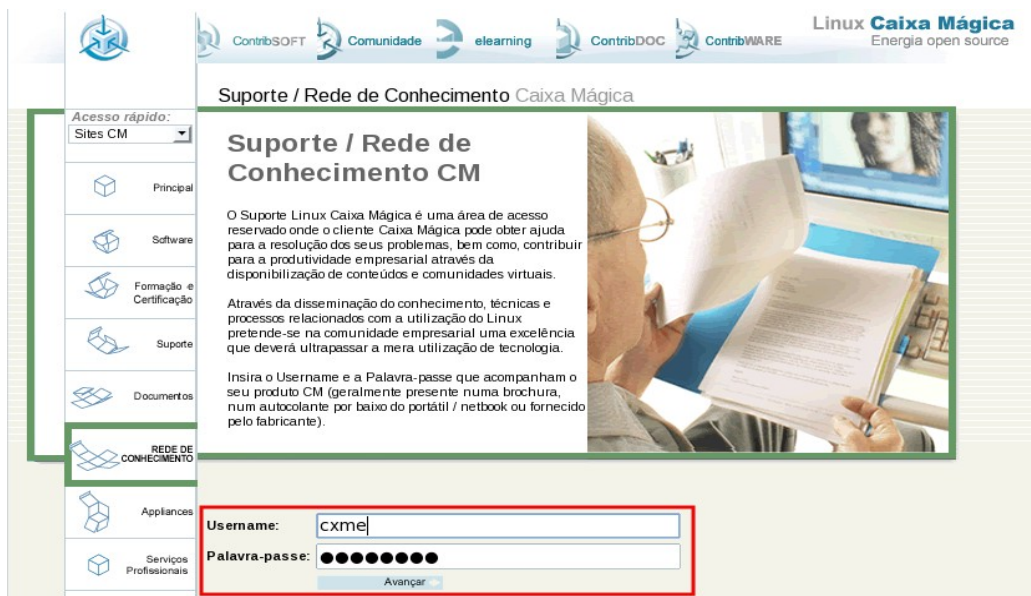 ContribSOFT
Comunidade
elearning
ContribDOC
ContribWARE
Linux Caixa Mágica
Energia open source
Suporte / Rede de Conhecimento Caixa Mágica
Acesso rápido:
Sites CM
Principal
Software
Formação e
Certificação
Suporte
Documentos
REDE DE
CONHECIMENTO
Appliances
Serviços
Profissionais
Suporte / Rede de
Conhecimento CM
O Suporte Linux Caixa Mágica é uma área de acesso
reservado onde o cliente Caixa Mágica pode obter ajuda
para a resolução dos seus problemas, bem como, contribuir
para a produtividade empresarial através da
disponibilização de conteúdos e comunidades virtuais.
Através da disseminação do conhecimento, técnicas e
processos relacionados com a utilização do Linux
pretende-se na comunidade empresarial uma excelência
que deverá ultrapassar a mera utilização de tecnologia.
Insira o Username e a Palavra-passe que acompanham o
seu produto CM (geralmente presente numa brochura,
num autocolante por baixo do portátil / netbook ou fornecido
pelo fabricante).
Username: cxme
Palavra-passe: ●●●●●●●●
Avançar